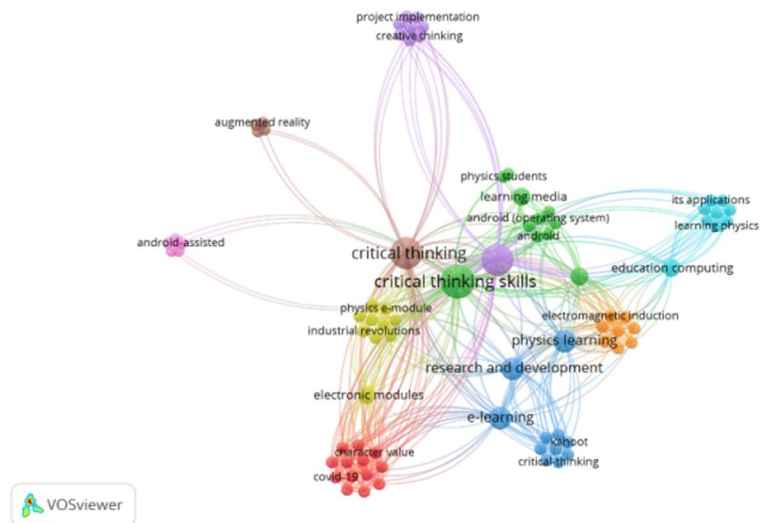 project implementation
creative thinking
augmented reality
physics students
learning media
its applications
android (operating system)
learning physics
android
android-assisted
critical thinking
education computing
critical thinking skills
physics e-module
electromagnetic induction
industrial revolutions
physics learning
research and development
electronic modules
e-learning
kahoot
character value
critical-thinking
covid-19
VOSviewer